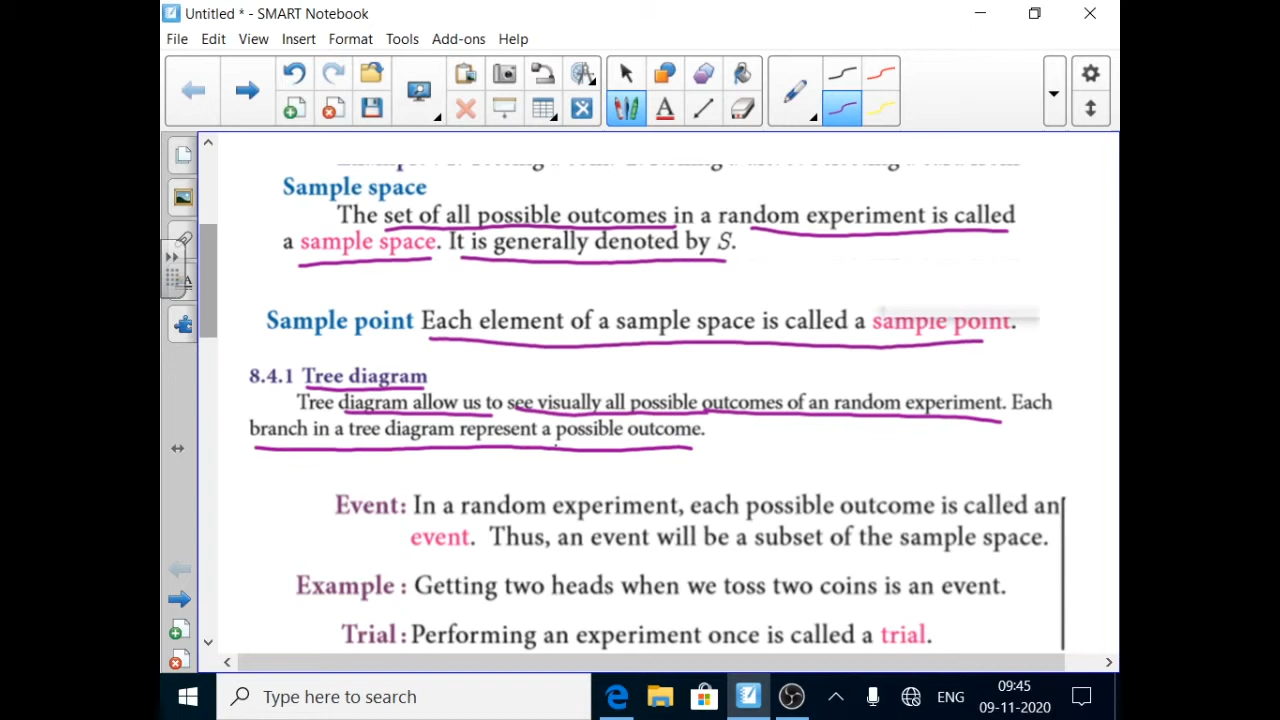 Untitled * - SMART Notebook
File Edit View Insert Format Tools Add-ons Help
Sample space
The set of all possible outcomes in a random experiment is called
a sample space. It is generally denoted by S.
Sample point Each element of a sample space is called a sample point.
8.4.1 Tree diagram
Tree diagram allow us to see visually all possible outcomes of an random experiment. Each
branch in a tree diagram represent a possible outcome.
Event: In a random experiment, each possible outcome is called an
event. Thus, an event will be a subset of the sample space.
Example : Getting two heads when we toss two coins is an event.
Trial : Performing an experiment once is called a trial.
Type here to search
ENG
09:45
09-11-2020